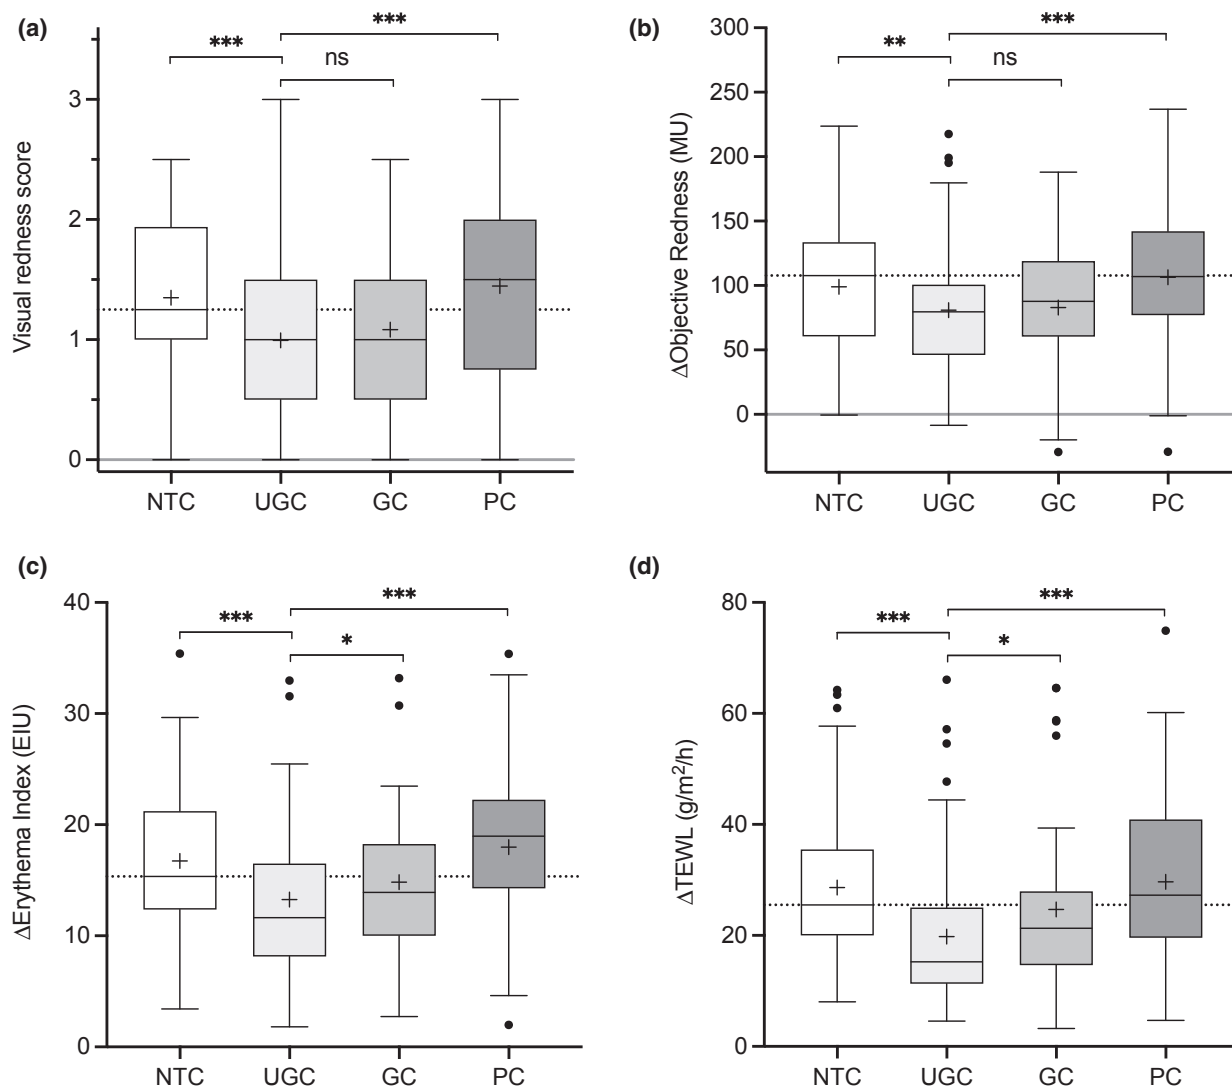 (a)
***
***
ns
Visual redness score
3
2
1
0
NTC UGC GC PC
(b)
***
**
ns
ΔObjective Redness (MU)
300
250
200
150
100
50
0
NTC UGC GC PC
(c)
***
***
*
ΔErythema Index (EIU)
40
30
20
10
0
NTC UGC GC PC
(d)
***
***
*
ΔTEWL (g/m²/h)
80
60
40
20
0
NTC UGC GC PC